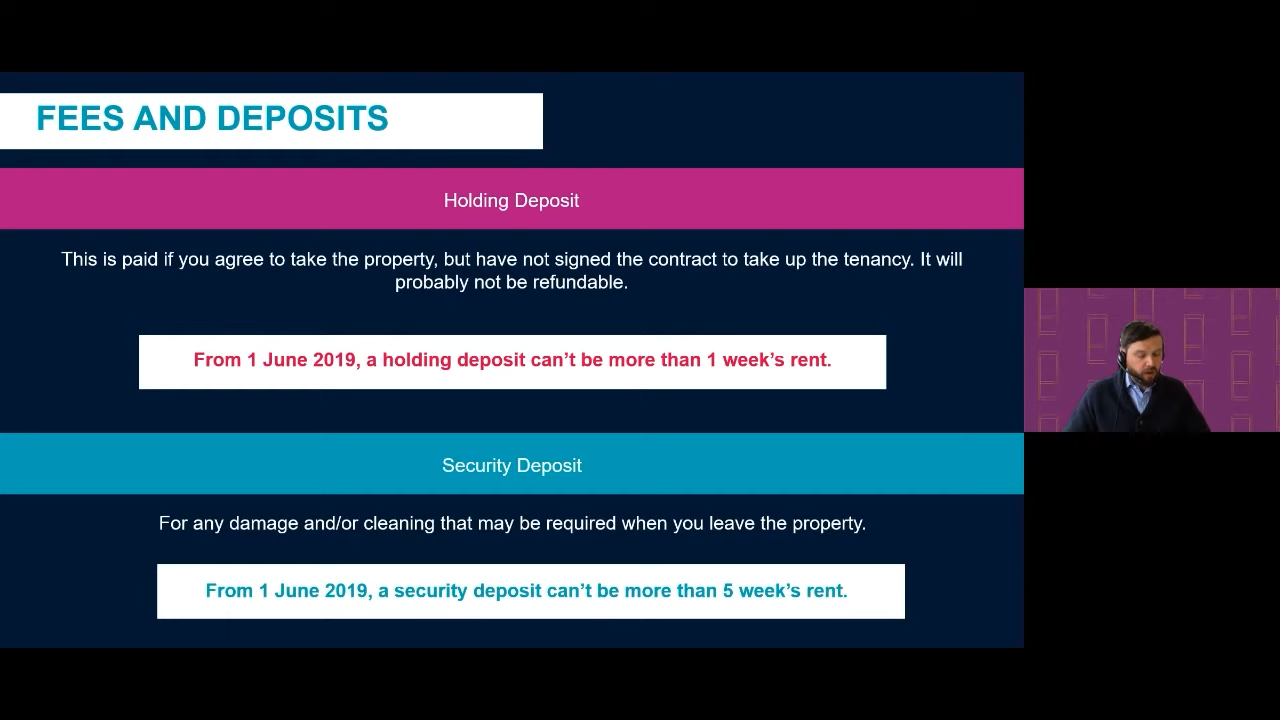 FEES AND DEPOSITS
Holding Deposit
This is paid if you agree to take the property, but have not signed the contract to take up the tenancy. It will
probably not be refundable.
From 1 June 2019, a holding deposit can’t be more than 1 week’s rent.
Security Deposit
For any damage and/or cleaning that may be required when you leave the property.
From 1 June 2019, a security deposit can’t be more than 5 week’s rent.